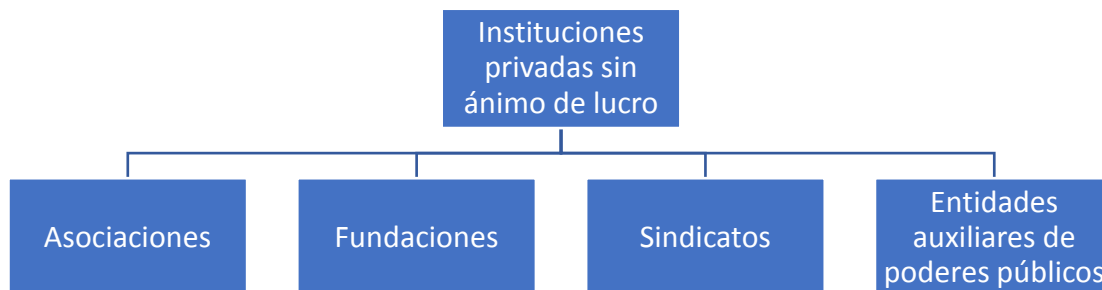 Instituciones
privadas sin
ánimo de lucro
Asociaciones
Fundaciones
Sindicatos
Entidades
auxiliares de
poderes públicos